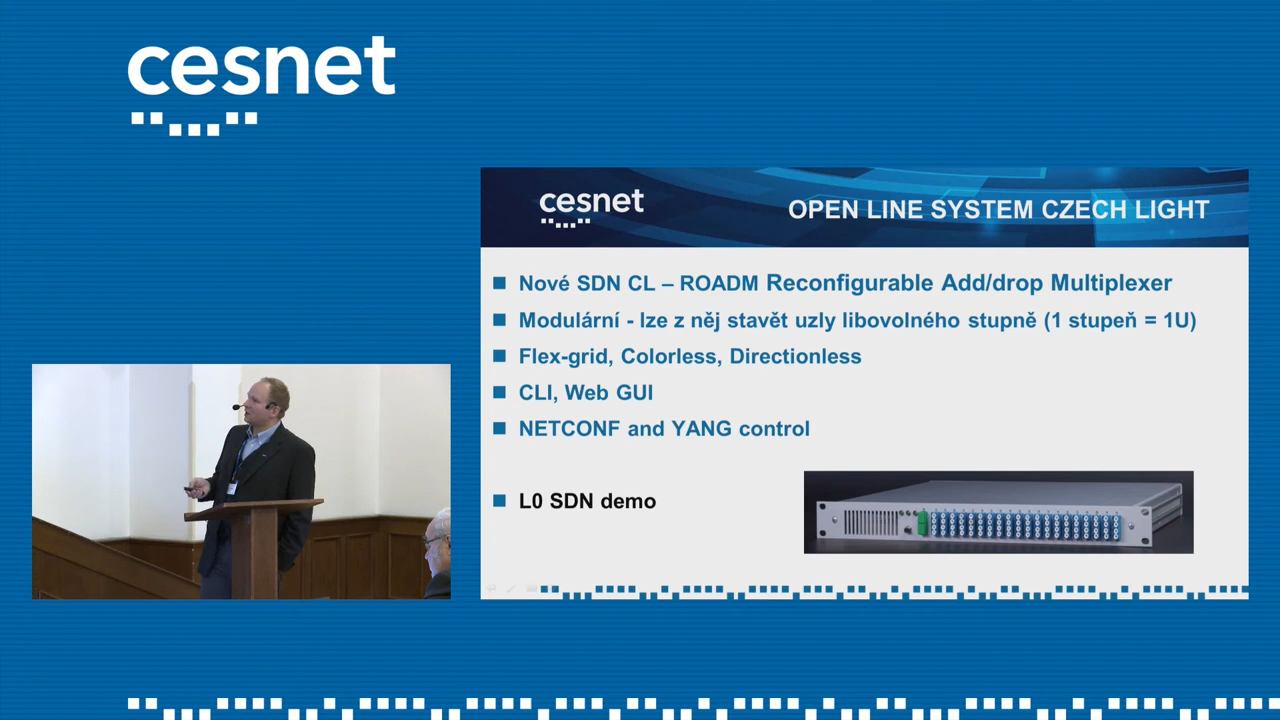 cesnet
cesnet
OPEN LINE SYSTEM CZECH LIGHT
Nové SDN CL – ROADM Reconfigurable Add/drop Multiplexer
Modulární - lze z něj stavět uzly libovolného stupně (1 stupeň = 1U)
Flex-grid, Colorless, Directionless
CLI, Web GUI
NETCONF and YANG control
L0 SDN demo